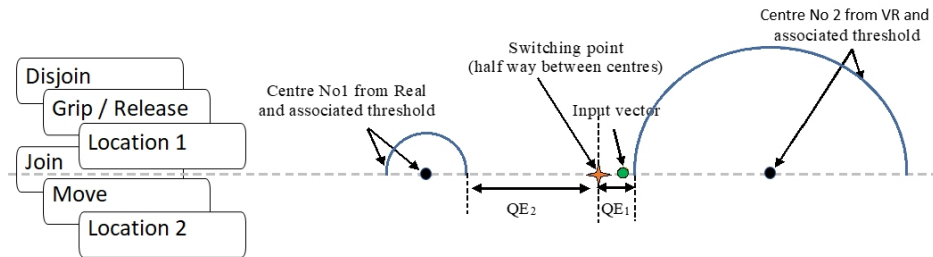 Disjoin
Grip / Release
Location 1
Join
Move
Location 2
Centre No1 from Real
and associated threshold
Switching point
(half way between centres)
Input vector
Centre No 2 from VR and
associated threshold
QE2
QE1